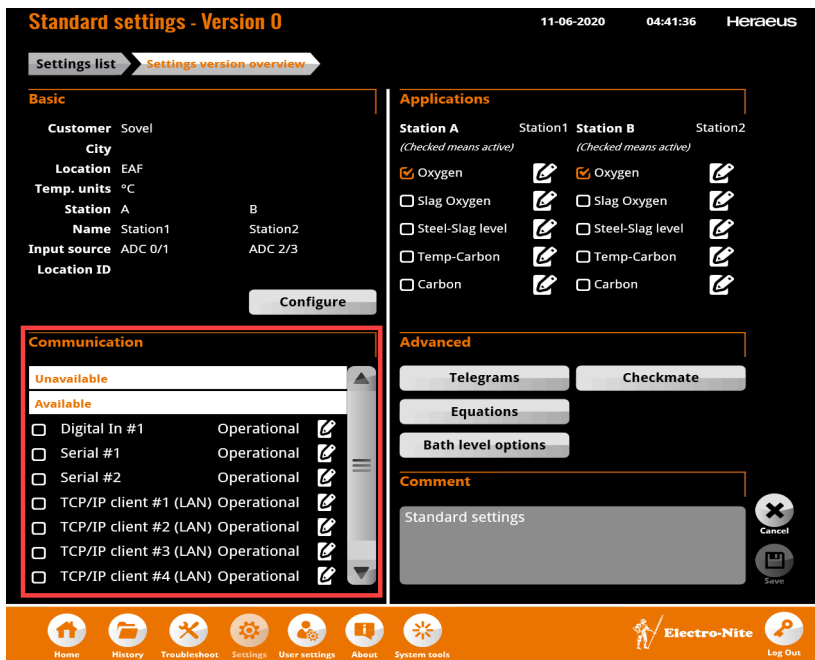 Standard settings - Version 0
11-06-2020 04:41:36 Heraeus
Settings list Settings version overview
Basic
Customer Sovel
City
Location EAF
Temp. units °C
Station A B
Name Station1 Station2
Input source ADC 0/1 ADC 2/3
Location ID
Configure
Applications
Station A Station1 Station B Station2
(Checked means active) (Checked means active)
Oxygen Oxygen
Slag Oxygen Slag Oxygen
Steel-Slag level Steel-Slag level
Temp-Carbon Temp-Carbon
Carbon Carbon
Communication
Unavailable
Available
Digital In #1 Operational
Serial #1 Operational
Serial #2 Operational
TCP/IP client #1 (LAN) Operational
TCP/IP client #2 (LAN) Operational
TCP/IP client #3 (LAN) Operational
TCP/IP client #4 (LAN) Operational
Advanced
Telegrams Checkmate
Equations
Bath level options
Comment
Standard settings
Cancel
Save
Home History Troubleshoot Settings User settings About System tools
Electro-Nite
Log Out